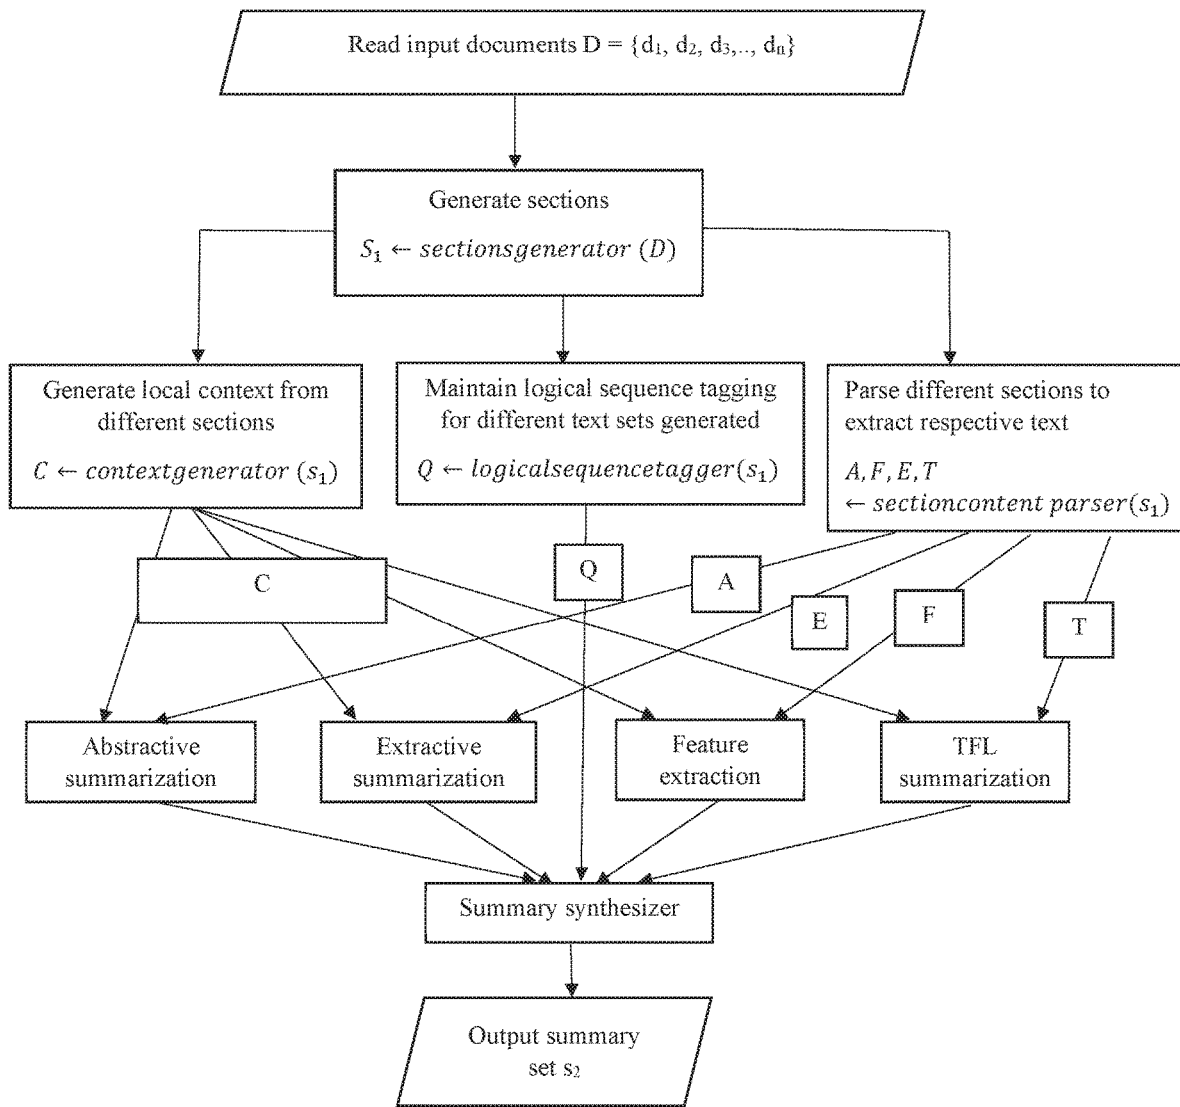 Read input documents D = {d₁, d₂, d₃,.., dₙ}
Generate sections
S₁ ← sectionsgenerator (D)
Generate local context from
different sections
C ← contextgenerator (s₁)
Maintain logical sequence tagging
for different text sets generated
Q ← logicalsequencetagger(s₁)
Parse different sections to
extract respective text
A, F, E, T
← sectioncontent parser(s₁)
C
Q
A
E
F
T
Abstractive
summarization
Extractive
summarization
Feature
extraction
TFL
summarization
Summary synthesizer
Output summary
set s₂